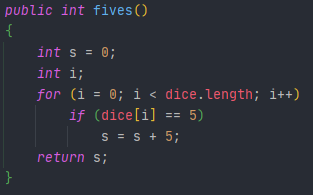 public int fives()
{
    int s = 0;
    int i;
    for (i = 0; i < dice.length; i++)
        if (dice[i] == 5)
            s = s + 5;
    return s;
}